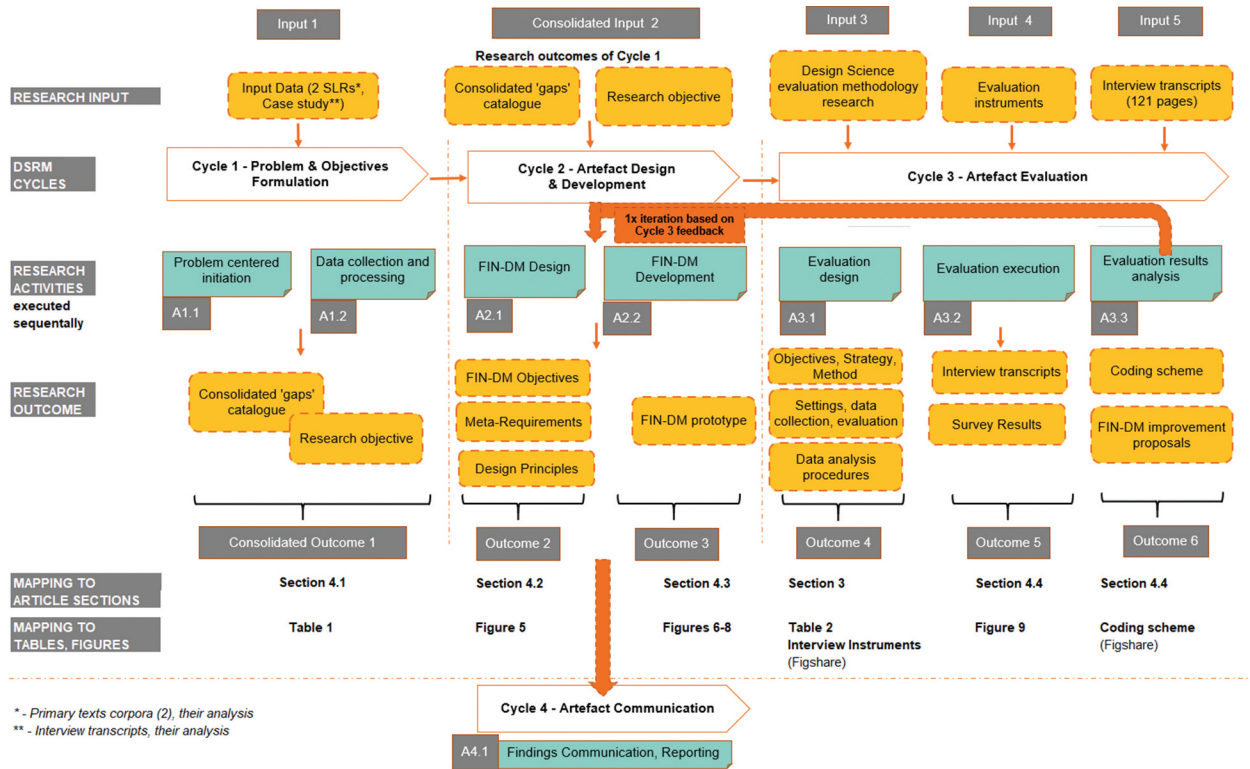 Input 1
Consolidated Input 2
Input 3
Input 4
Input 5
Research outcomes of Cycle 1
RESEARCH INPUT
Input Data (2 SLRs*,
Case study**)
Consolidated 'gaps'
catalogue
Research objective
Design Science
evaluation methodology
research
Evaluation
instruments
Interview transcripts
(121 pages)
DSRM
CYCLES
Cycle 1 - Problem & Objectives
Formulation
Cycle 2 - Artefact Design
& Development
Cycle 3 - Artefact Evaluation
1x iteration based on
Cycle 3 feedback
RESEARCH
ACTIVITIES
executed
sequentally
Problem centered
initiation
A1.1
Data collection and
processing
A1.2
FIN-DM Design
A2.1
FIN-DM
Development
A2.2
Evaluation
design
A3.1
Evaluation execution
A3.2
Evaluation results
analysis
A3.3
RESEARCH
OUTCOME
Consolidated 'gaps'
catalogue
Research objective
FIN-DM Objectives
Meta-Requirements
Design Principles
FIN-DM prototype
Objectives, Strategy,
Method
Settings, data
collection, evaluation
Data analysis
procedures
Interview transcripts
Survey Results
Coding scheme
FIN-DM improvement
proposals
Consolidated Outcome 1
Outcome 2
Outcome 3
Outcome 4
Outcome 5
Outcome 6
MAPPING TO
ARTICLE SECTIONS
Section 4.1
Section 4.2
Section 4.3
Section 3
Section 4.4
Section 4.4
MAPPING TO
TABLES, FIGURES
Table 1
Figure 5
Figures 6-8
Table 2
Interview Instruments
(Figshare)
Figure 9
Coding scheme
(Figshare)
* - Primary texts corpora (2), their analysis
** - Interview transcripts, their analysis
Cycle 4 - Artefact Communication
A4.1
Findings Communication, Reporting